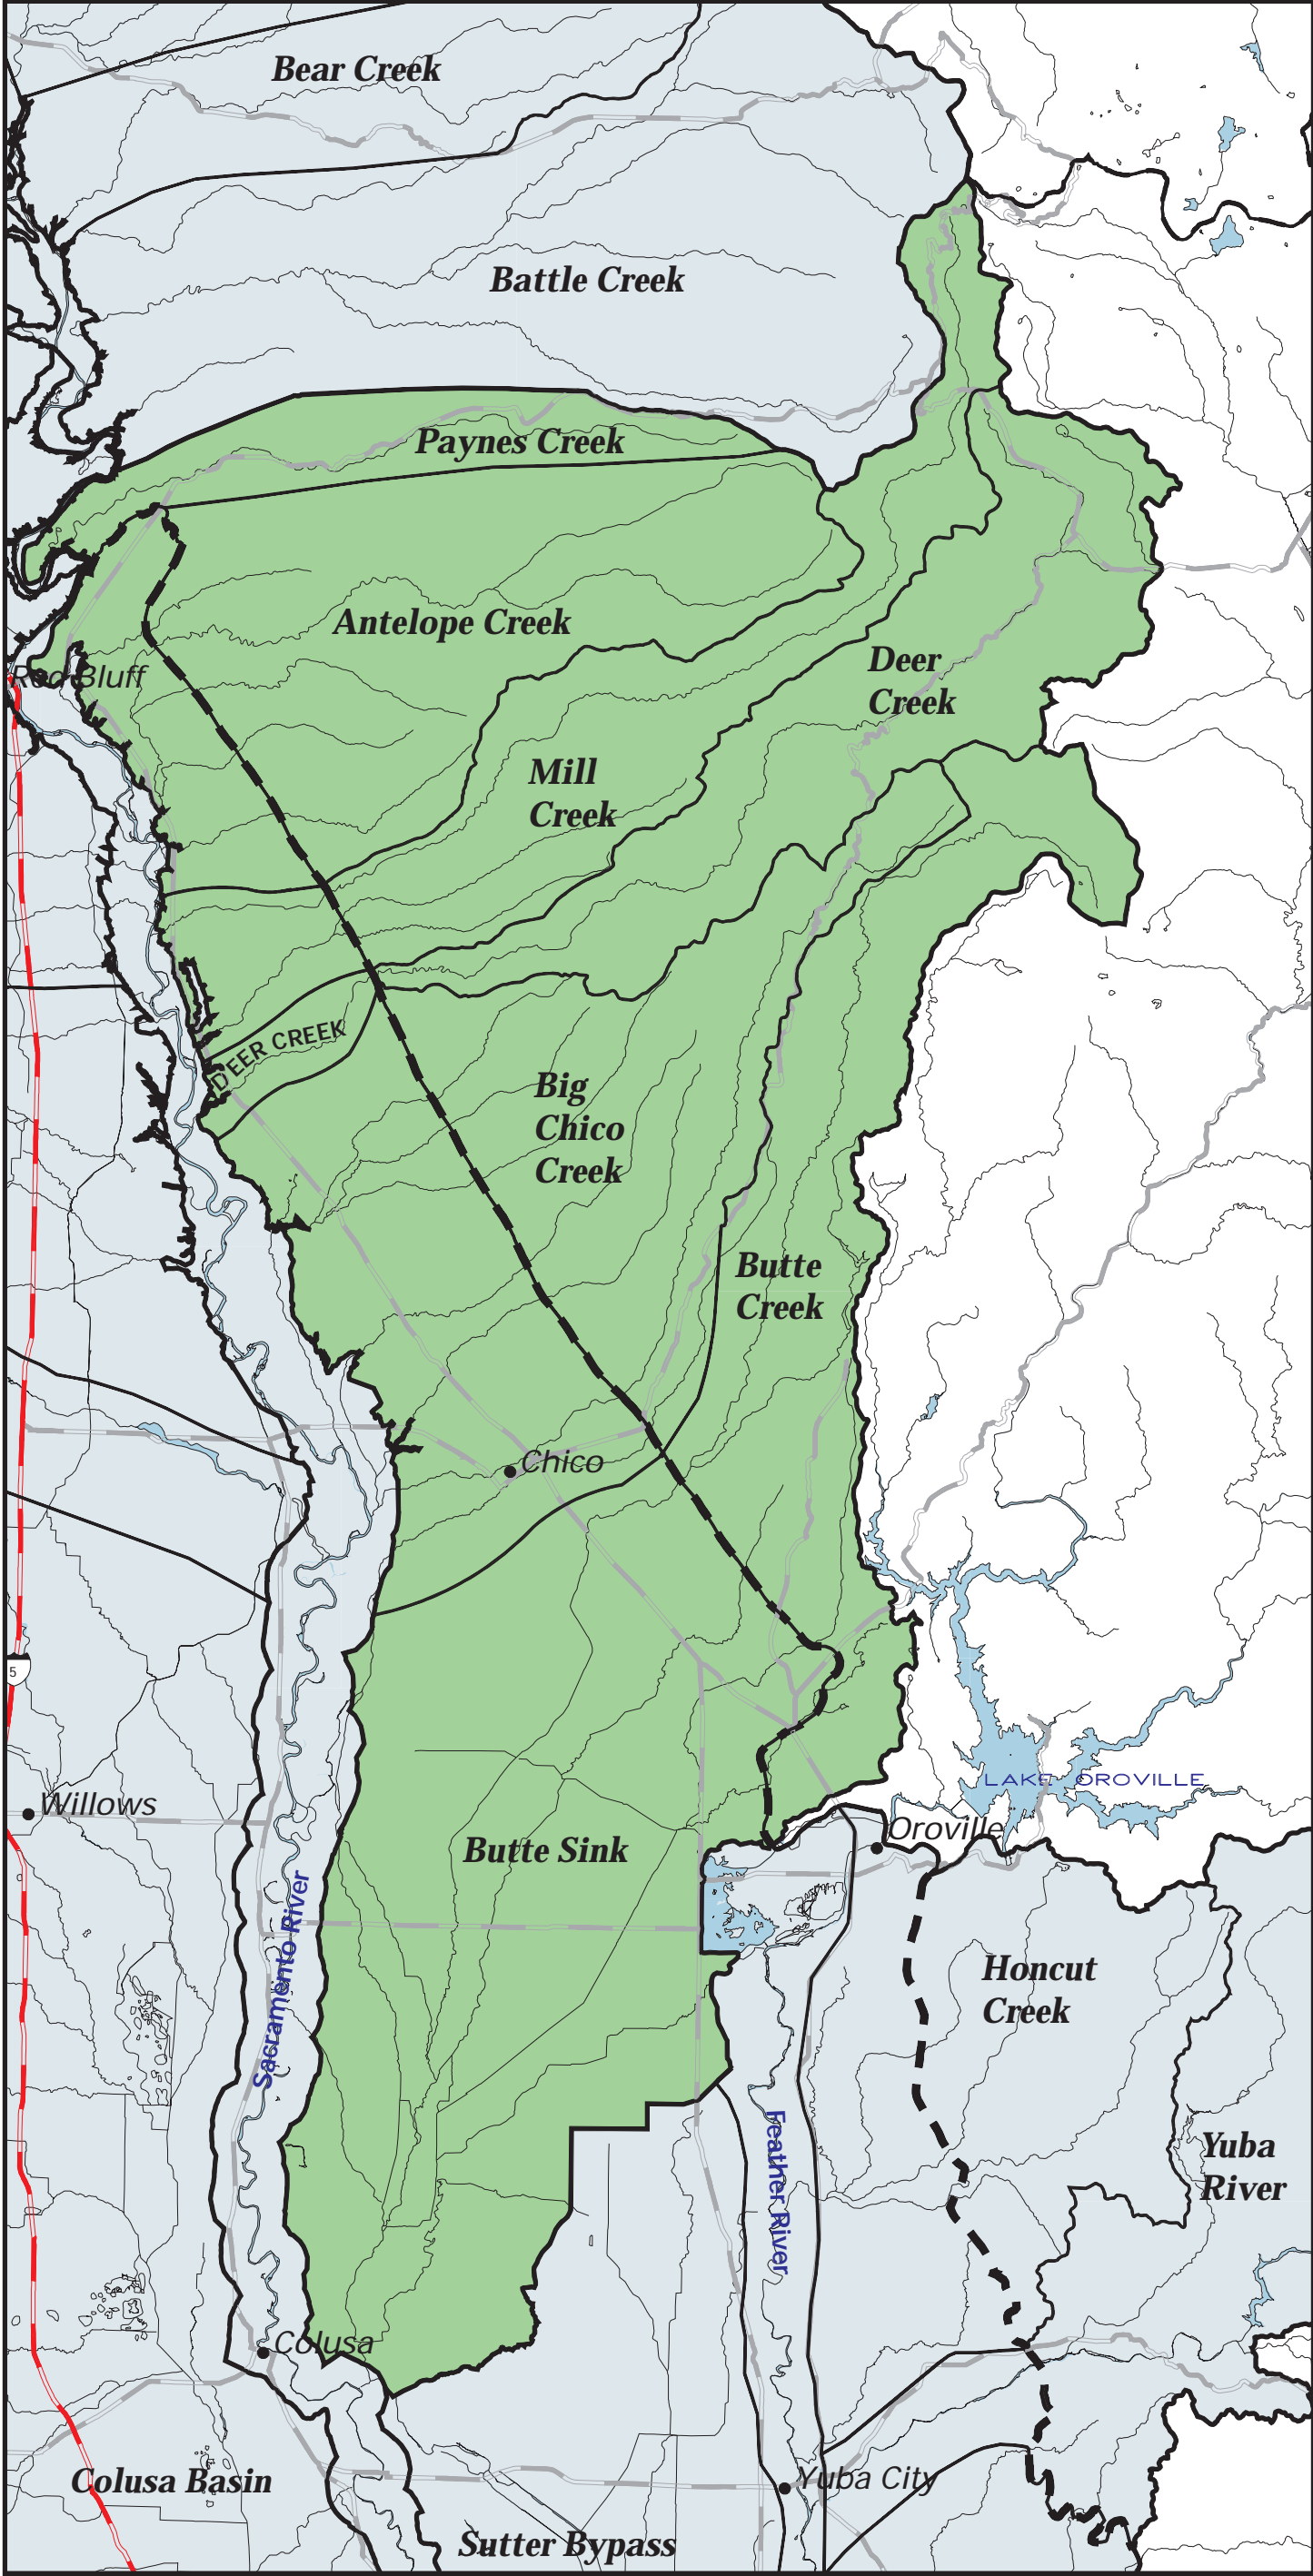 Bear Creek
Battle Creek
Paynes Creek
Antelope Creek
Deer
Creek
Red Bluff
Mill
Creek
DEER CREEK
Big
Chico
Creek
Butte
Creek
Chico
5
LAKE OROVILLE
Willows
Oroville
Butte Sink
Sacramento River
Honcut
Creek
Feather River
Yuba
River
Colusa
Colusa Basin
Yuba City
Sutter Bypass